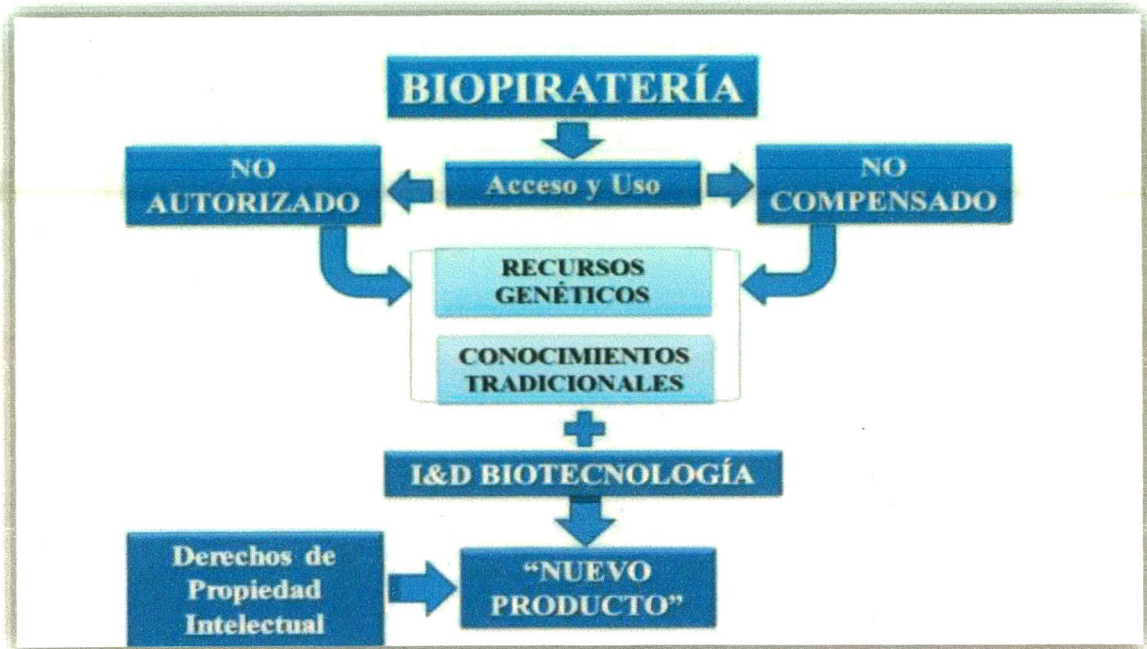 BIOPIRATERÍA
NO
AUTORIZADO
Acceso y Uso
NO
COMPENSADO
RECURSOS
GENÉTICOS
CONOCIMIENTOS
TRADICIONALES
I&D BIOTECNOLOGÍA
Derechos de
Propiedad
Intelectual
“NUEVO
PRODUCTO”